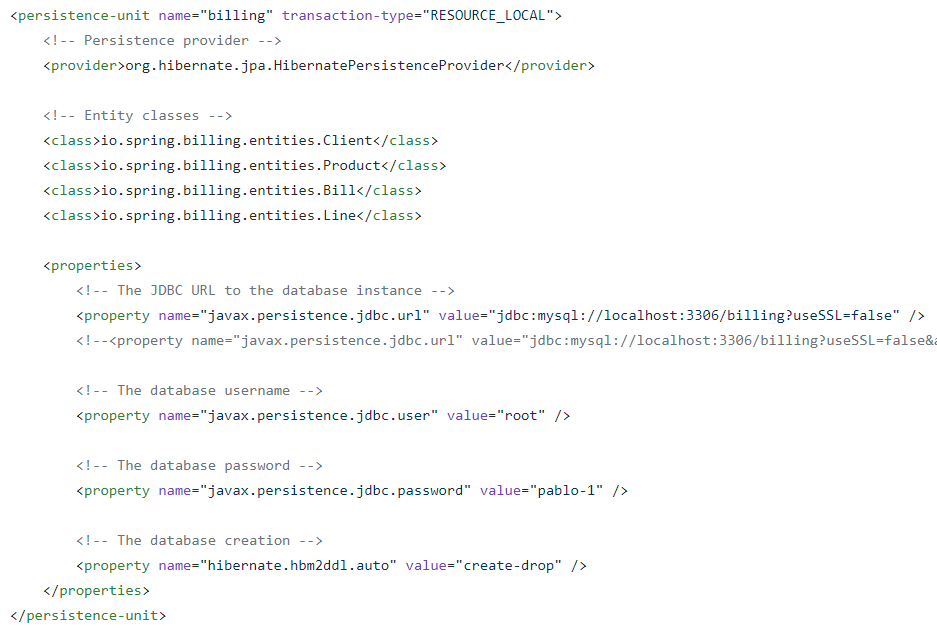 <persistence-unit name="billing" transaction-type="RESOURCE_LOCAL">
<!-- Persistence provider -->
<provider>org.hibernate.jpa.HibernatePersistenceProvider</provider>
<!-- Entity classes -->
<class>io.spring.billing.entities.Client</class>
<class>io.spring.billing.entities.Product</class>
<class>io.spring.billing.entities.Bill</class>
<class>io.spring.billing.entities.Line</class>
<properties>
<!-- The JDBC URL to the database instance -->
<property name="javax.persistence.jdbc.url" value="jdbc:mysql://localhost:3306/billing?useSSL=false" />
<!--<property name="javax.persistence.jdbc.url" value="jdbc:mysql://localhost:3306/billing?useSSL=false&
<!-- The database username -->
<property name="javax.persistence.jdbc.user" value="root" />
<!-- The database password -->
<property name="javax.persistence.jdbc.password" value="pablo-1" />
<!-- The database creation -->
<property name="hibernate.hbm2ddl.auto" value="create-drop" />
</properties>
</persistence-unit>